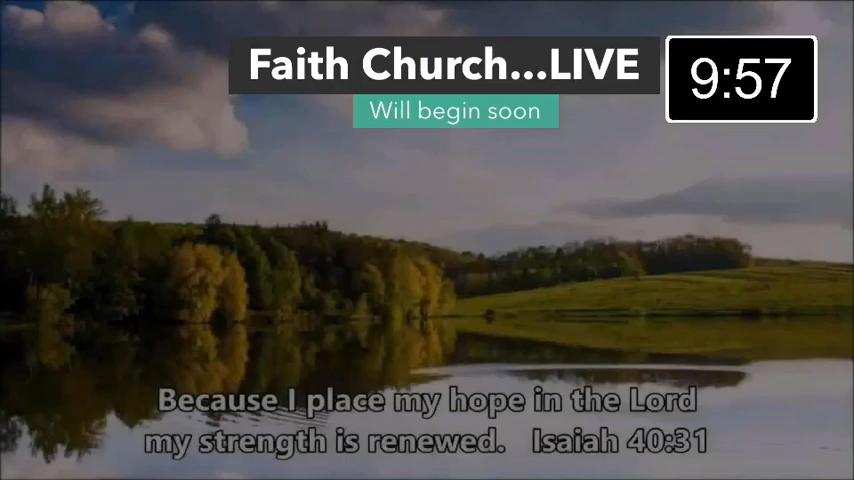 Faith Church...LIVE
9:57
Will begin soon
Because I place my hope in the Lord
my strength is renewed. Isaiah 40:31